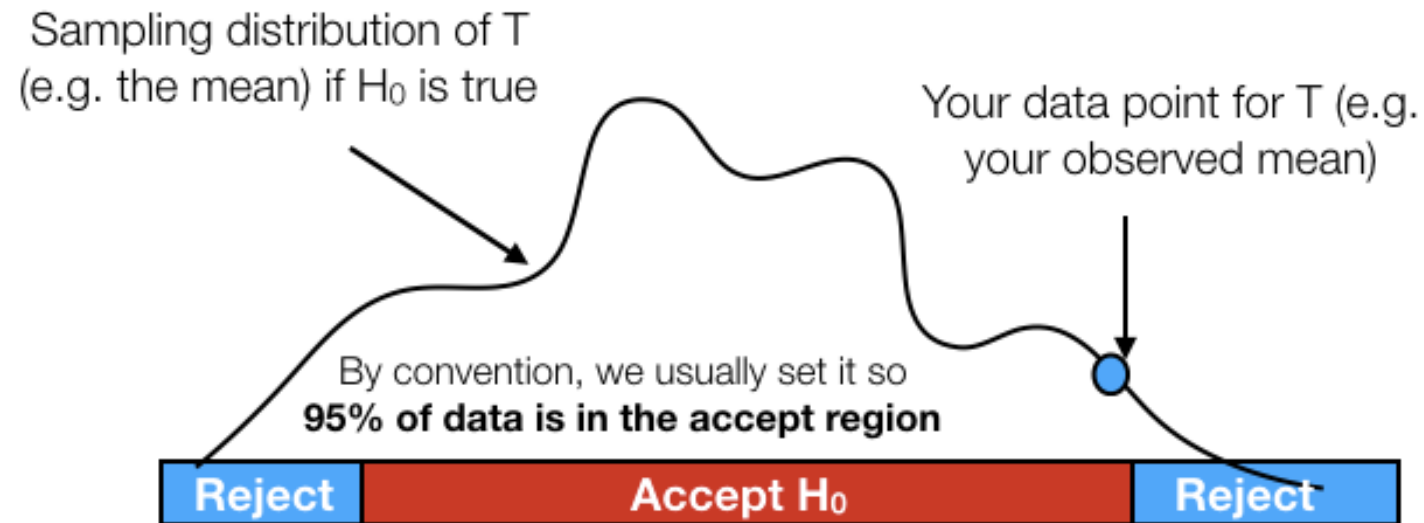 Sampling distribution of T
(e.g. the mean) if H₀ is true
Your data point for T (e.g.
your observed mean)
By convention, we usually set it so
95% of data is in the accept region
Reject
Accept H₀
Reject